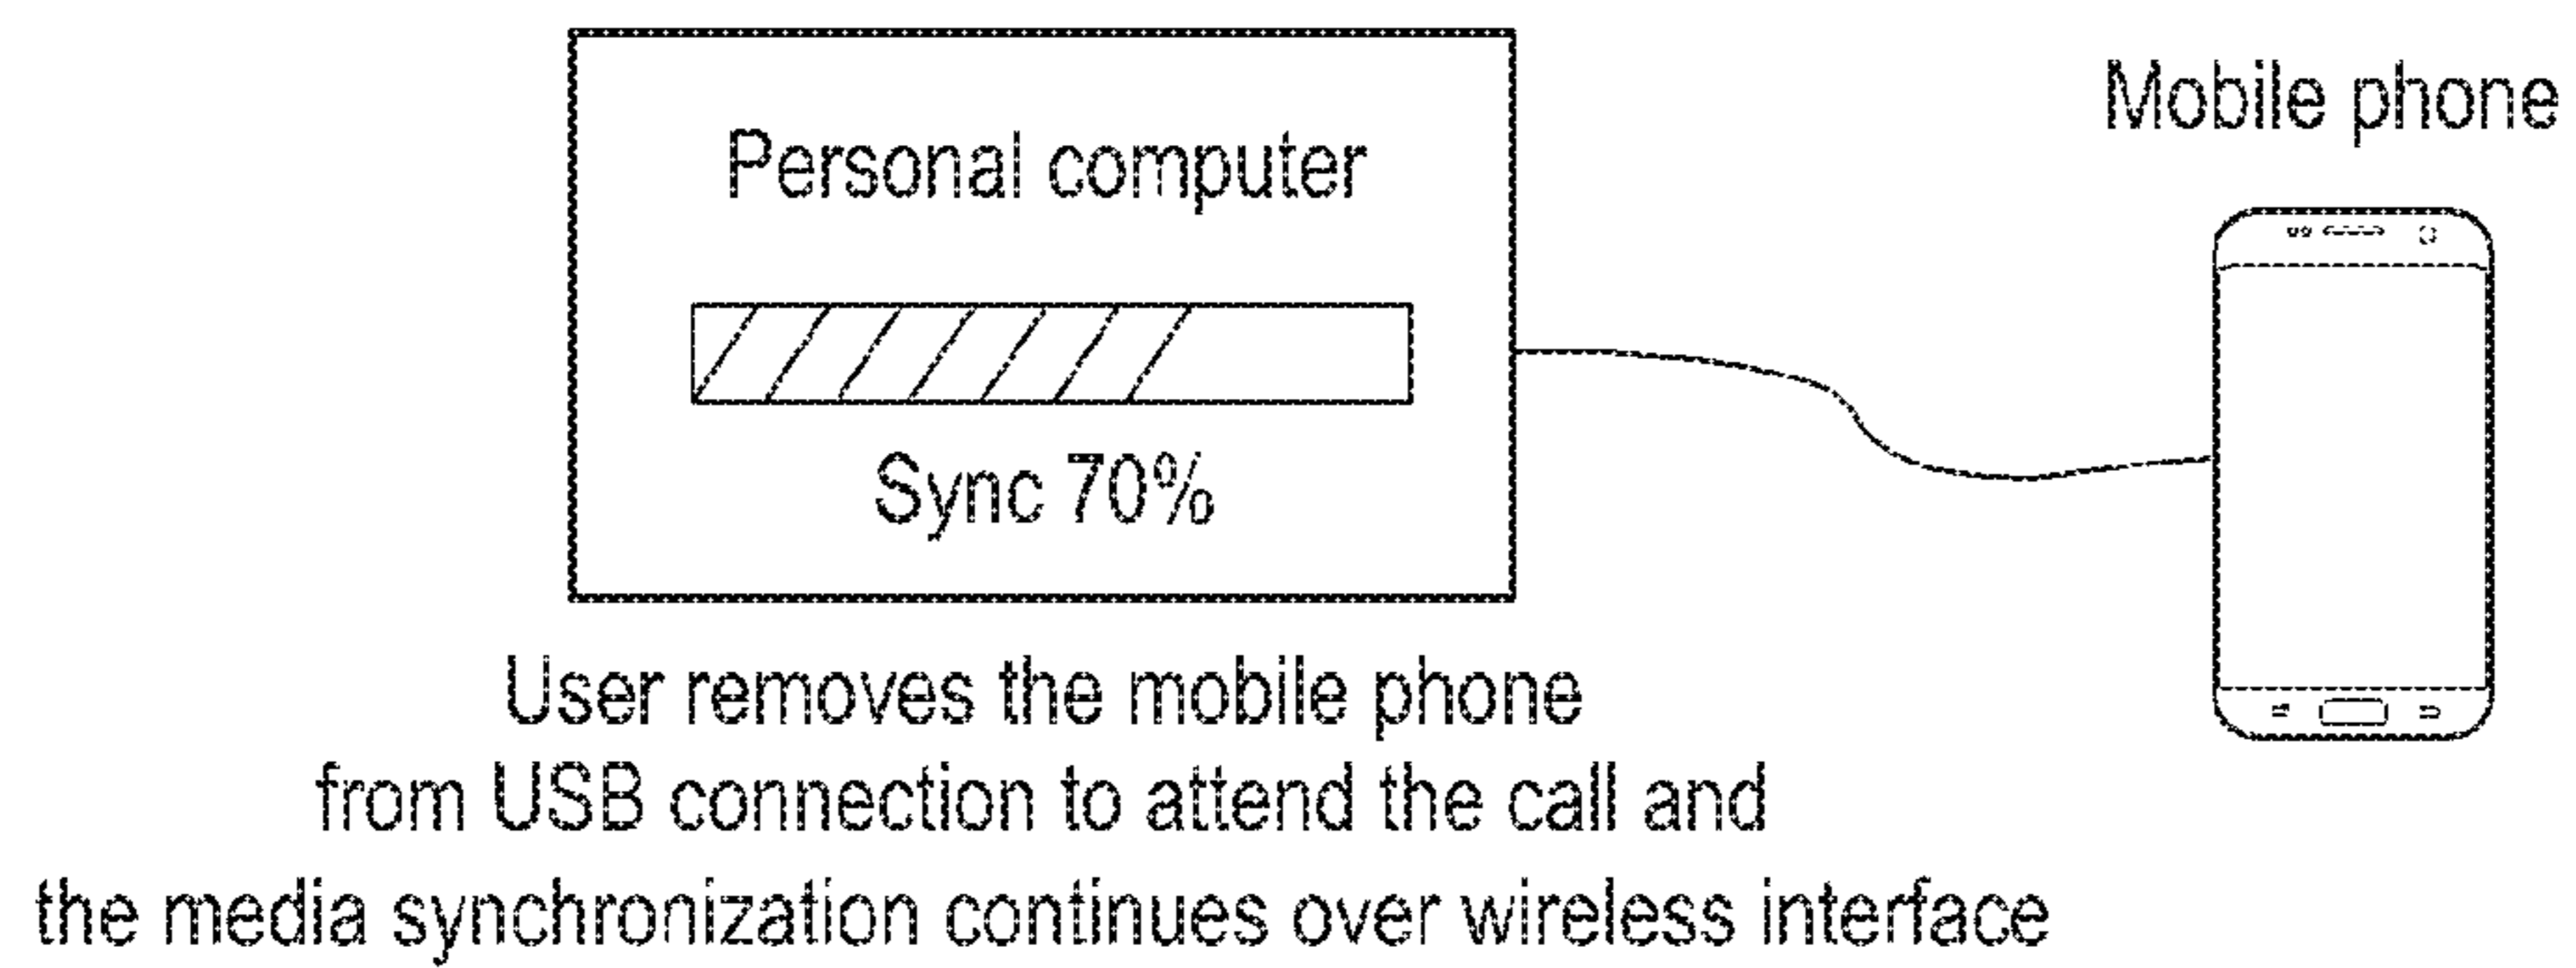 Mobile phone
Personal computer
Sync 70%
User removes the mobile phone
from USB connection to attend the call and
the media synchronization continues over wireless interface